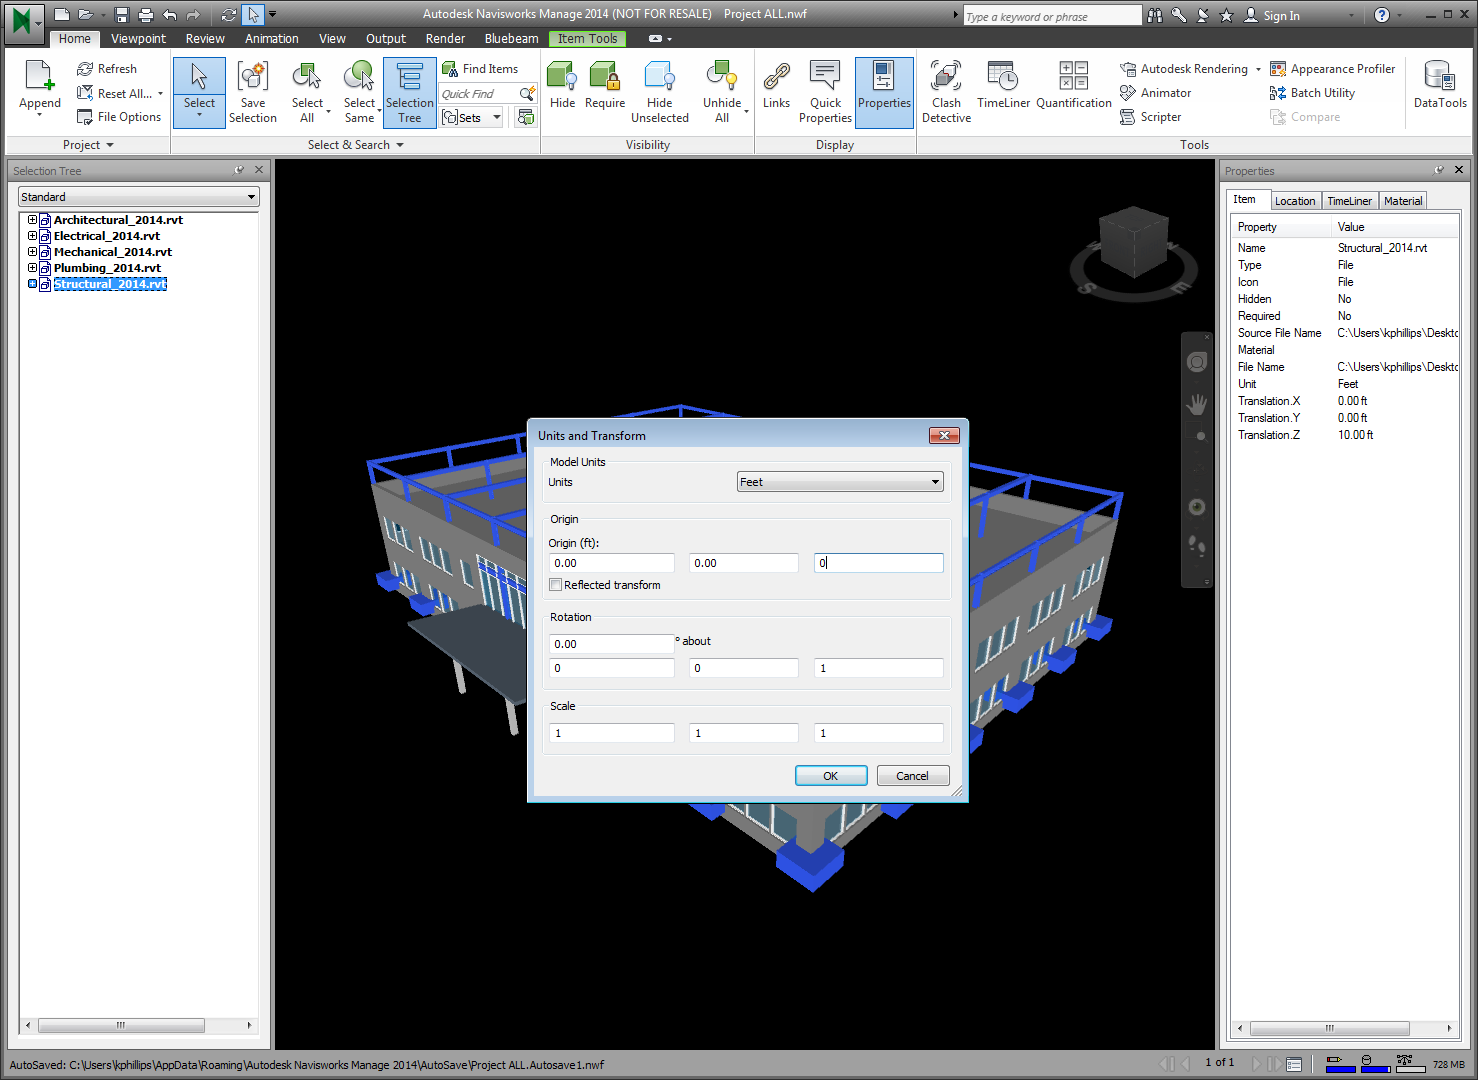 Autodesk Navisworks Manage 2014 (NOT FOR RESALE) Project ALL.nwf
Type a keyword or phrase
Sign In
Home Viewpoint Review Animation View Output Render Bluebeam Item Tools
Append
Refresh
Reset All...
File Options
Project
Select
Save Selection
Select All
Select Same
Selection Tree
Find Items
Quick Find
Sets
Select & Search
Hide
Require
Hide Unselected
Unhide All
Visibility
Links
Quick Properties
Properties
Display
Clash Detective
TimeLiner
Quantification
Autodesk Rendering
Animator
Scripter
Appearance Profiler
Batch Utility
Compare
DataTools
Tools
Selection Tree
Standard
Architectural_2014.rvt
Electrical_2014.rvt
Mechanical_2014.rvt
Plumbing_2014.rvt
Structural_2014.rvt
S E
Units and Transform
Model Units
Units Feet
Origin
Origin (ft):
0.00 0.00 0
Reflected transform
Rotation
0.00 ° about
0 0 1
Scale
1 1 1
OK Cancel
Properties
Item Location TimeLiner Material
Property Value
Name Structural_2014.rvt
Type File
Icon File
Hidden No
Required No
Source File Name C:\Users\kphillips\Deskto
Material
File Name C:\Users\kphillips\Deskto
Unit Feet
Translation.X 0.00 ft
Translation.Y 0.00 ft
Translation.Z 10.00 ft
AutoSaved: C:\Users\kphillips\AppData\Roaming\Autodesk Navisworks Manage 2014\AutoSave\Project ALL.Autosave1.nwf
1 of 1
728 MB